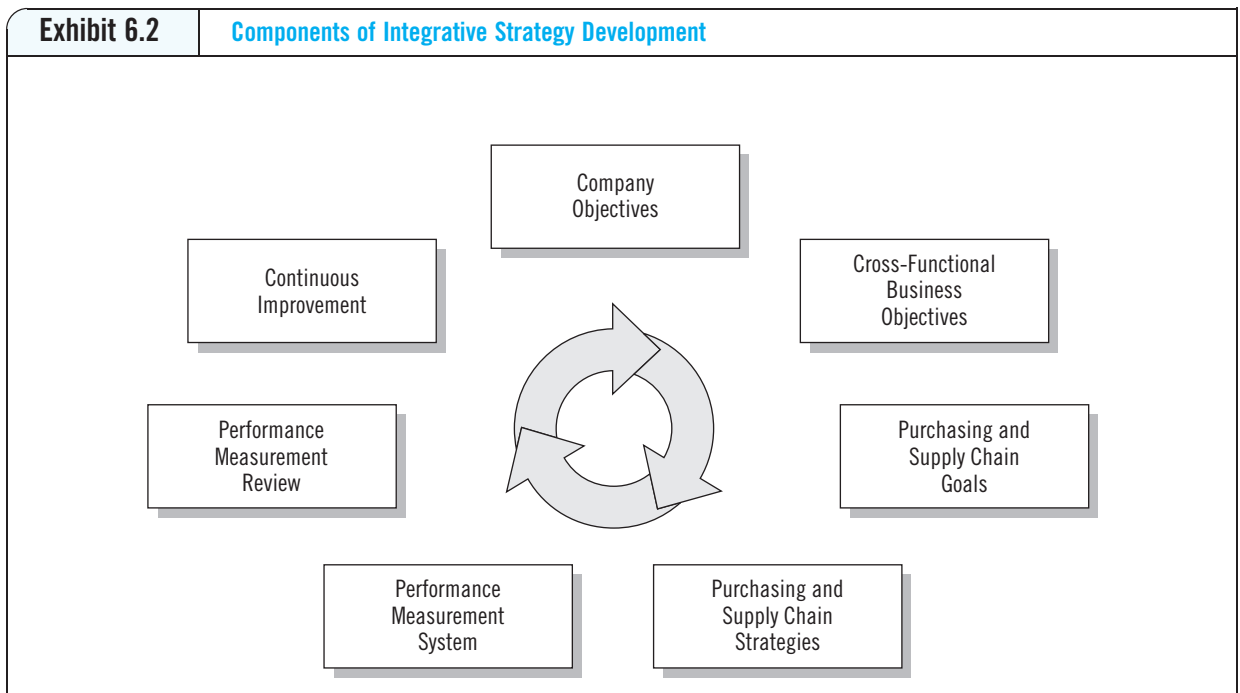 Exhibit 6.2
Components of Integrative Strategy Development
Company
Objectives
Cross-Functional
Business
Objectives
Purchasing and
Supply Chain
Goals
Purchasing and
Supply Chain
Strategies
Performance
Measurement
System
Performance
Measurement
Review
Continuous
Improvement